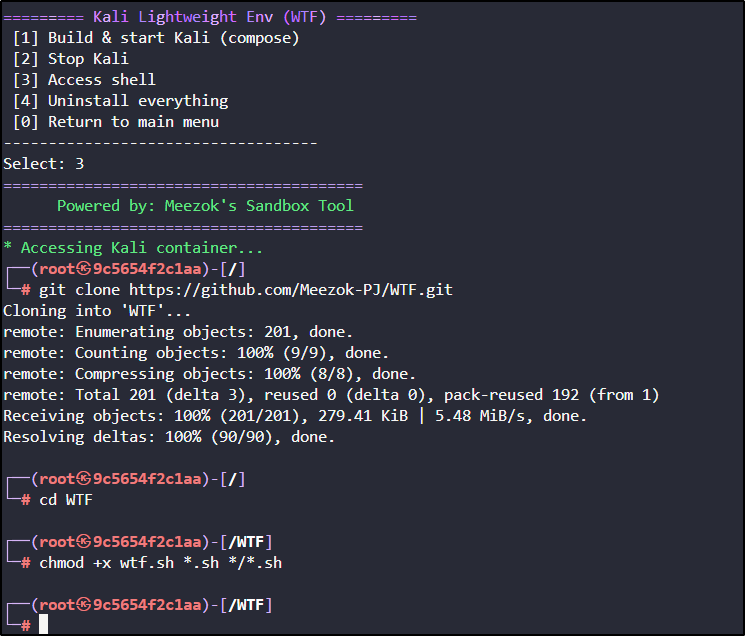 ========= Kali Lightweight Env (WTF) =========
 [1] Build & start Kali (compose)
 [2] Stop Kali
 [3] Access shell
 [4] Uninstall everything
 [0] Return to main menu
-----------------------------------
Select: 3
========================================
      Powered by: Meezok's Sandbox Tool
========================================
* Accessing Kali container...
┌──(root㉿9c5654f2c1aa)-[/]
└─# git clone https://github.com/Meezok-PJ/WTF.git
Cloning into 'WTF'...
remote: Enumerating objects: 201, done.
remote: Counting objects: 100% (9/9), done.
remote: Compressing objects: 100% (8/8), done.
remote: Total 201 (delta 3), reused 0 (delta 0), pack-reused 192 (from 1)
Receiving objects: 100% (201/201), 279.41 KiB | 5.48 MiB/s, done.
Resolving deltas: 100% (90/90), done.

┌──(root㉿9c5654f2c1aa)-[/]
└─# cd WTF

┌──(root㉿9c5654f2c1aa)-[/WTF]
└─# chmod +x wtf.sh *.sh */*.sh

┌──(root㉿9c5654f2c1aa)-[/WTF]
└─#